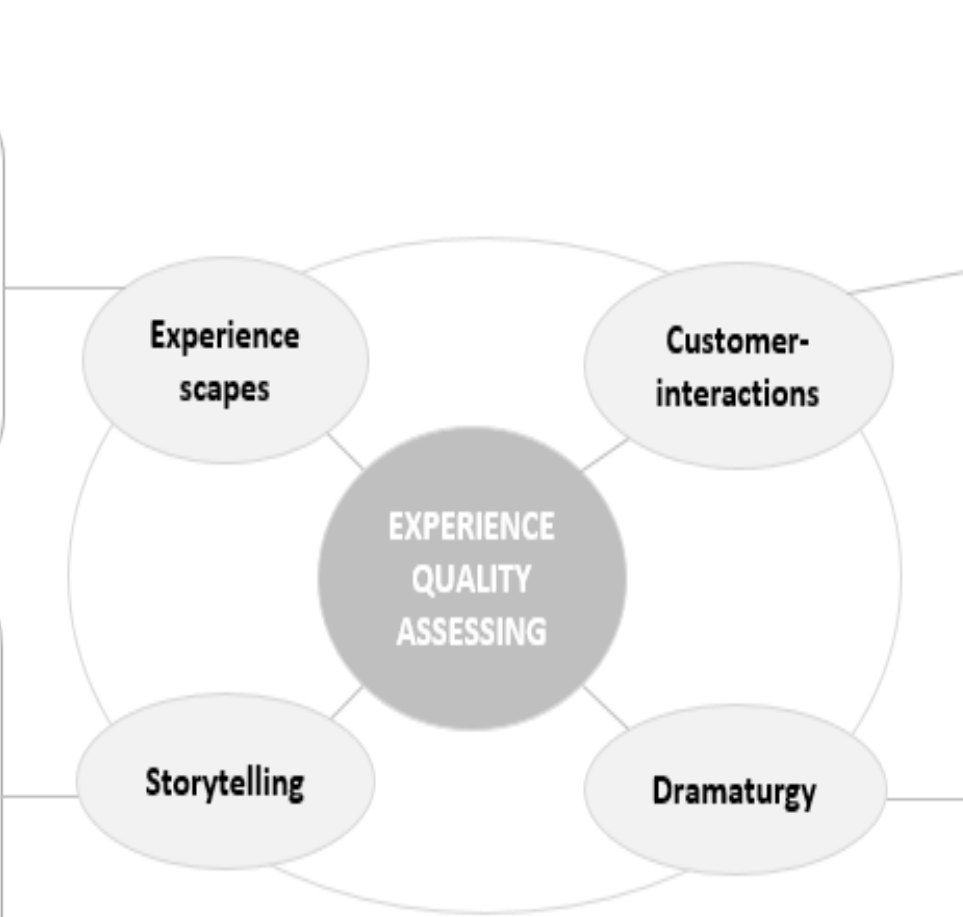 Experience
scapes
Customer-
interactions
EXPERIENCE
QUALITY
ASSESSING
Storytelling
Dramaturgy